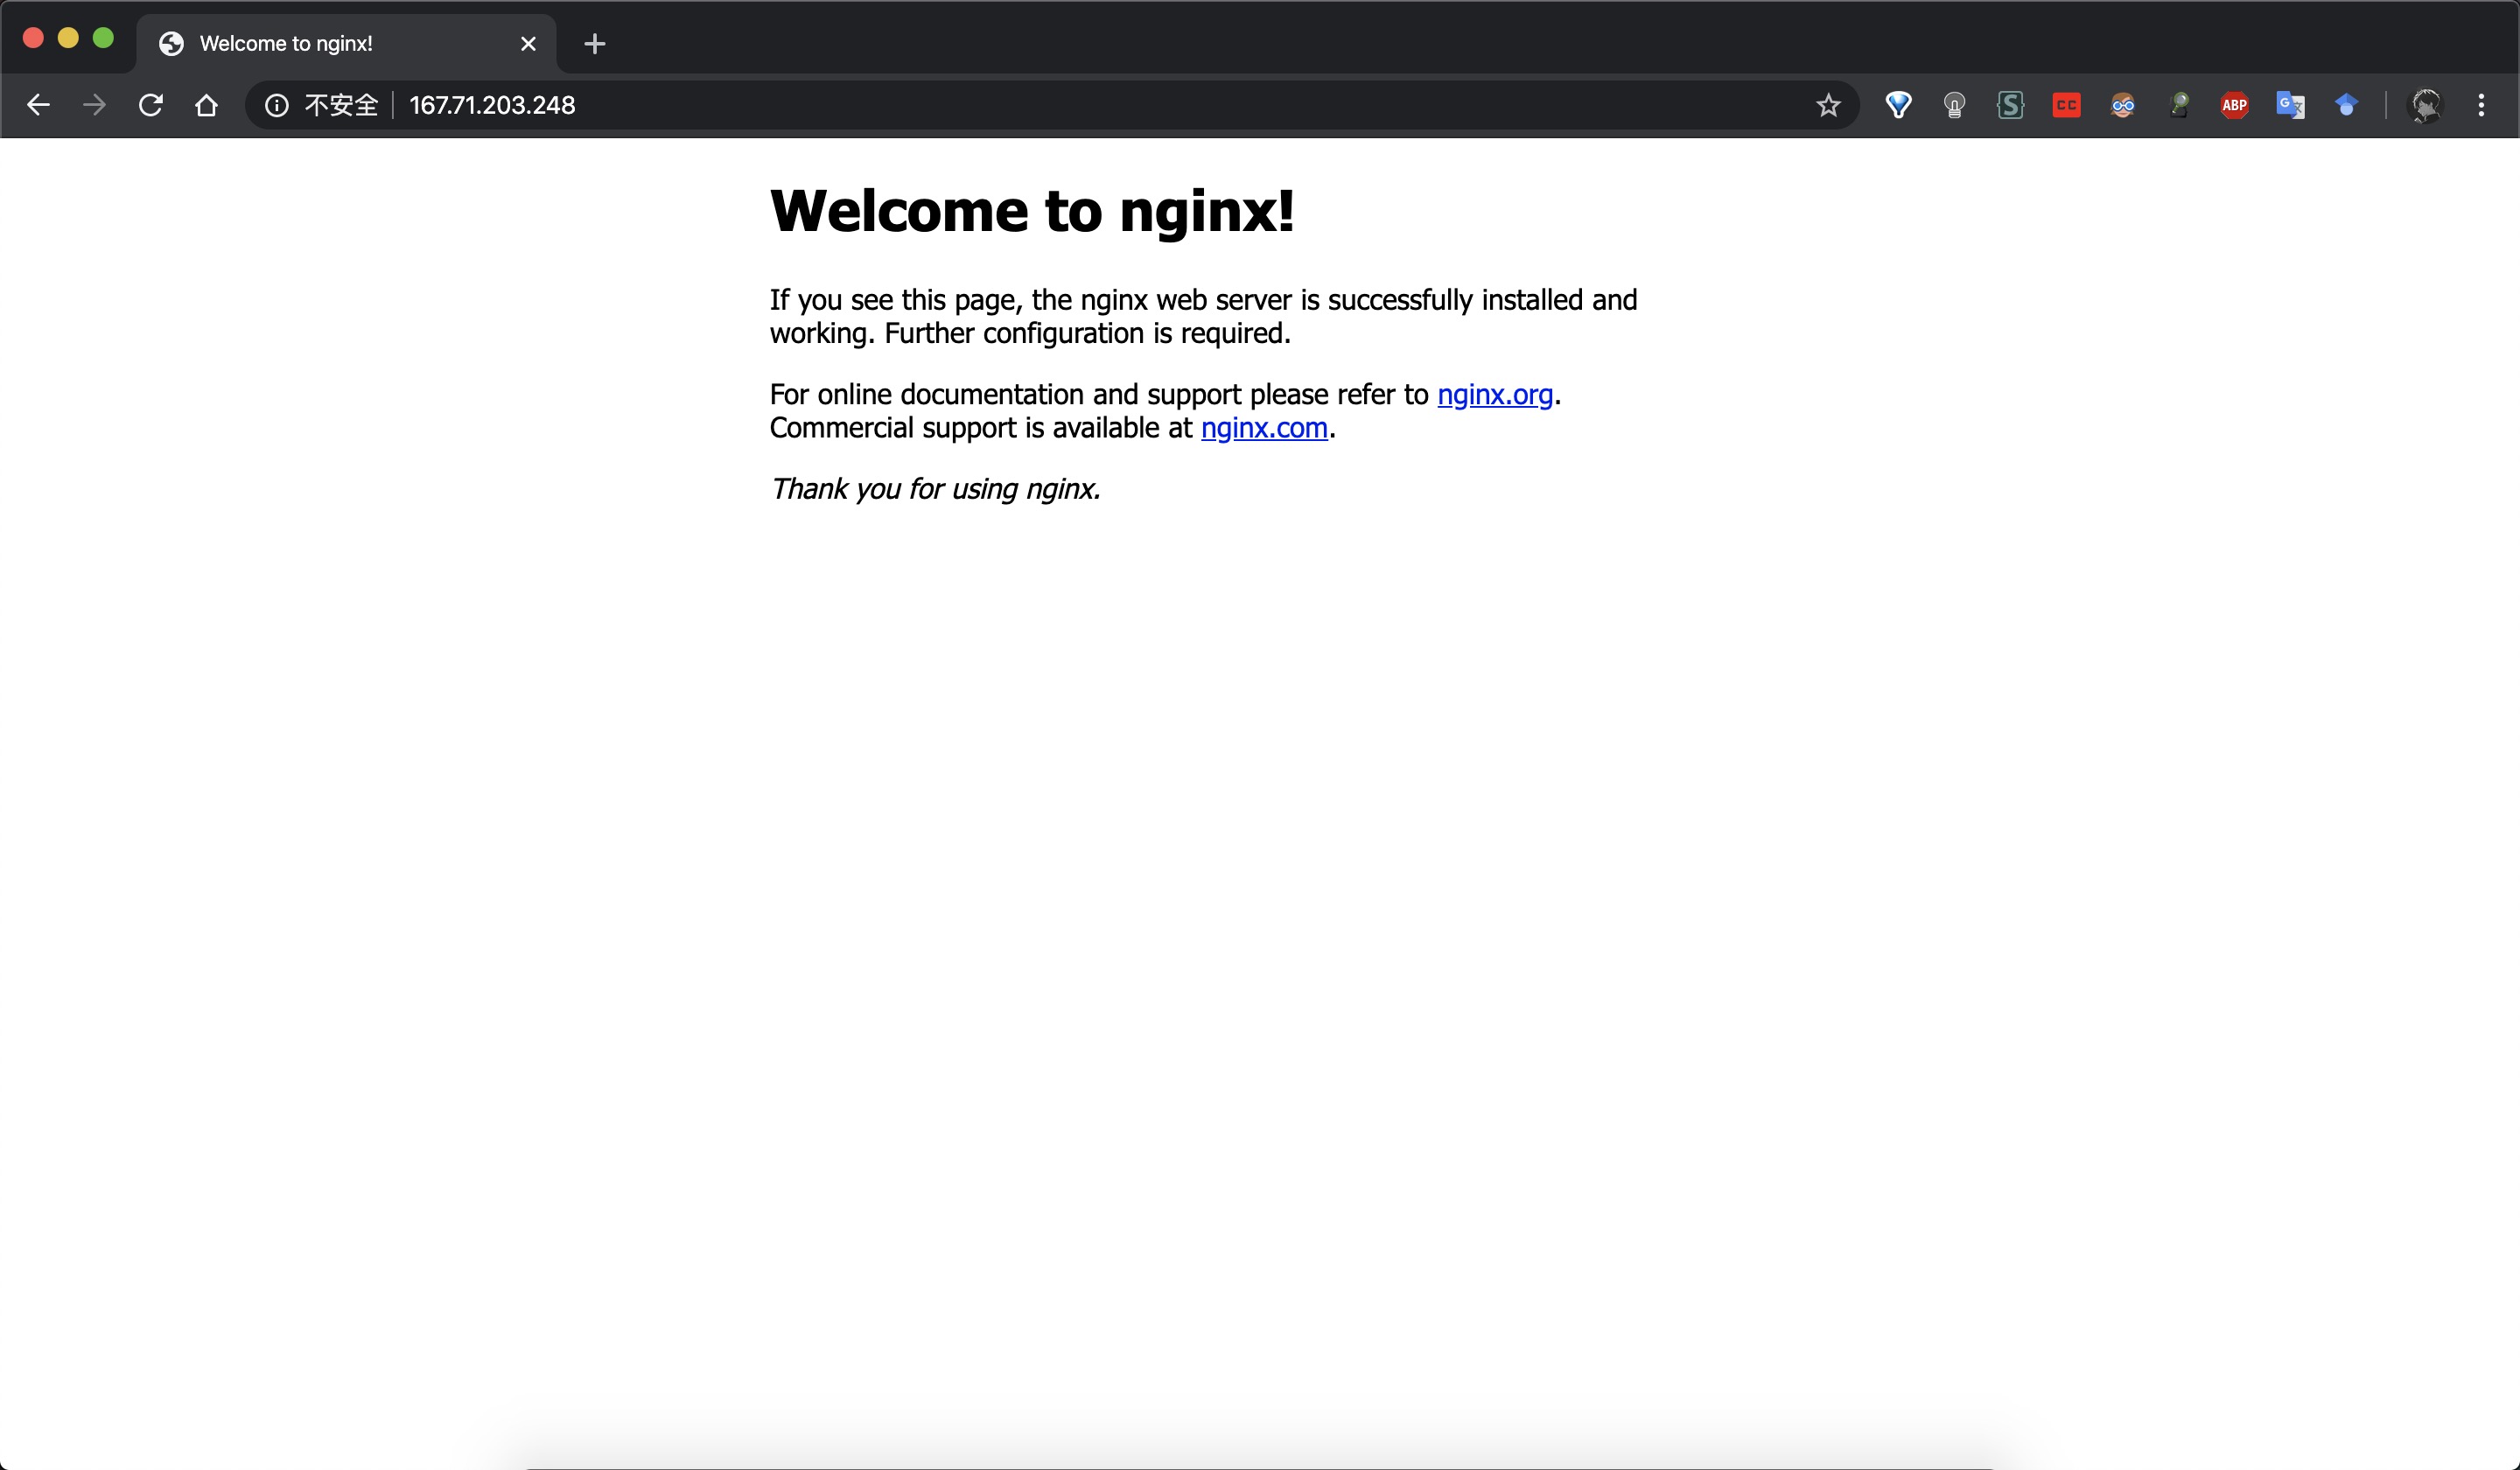 Welcome to nginx!
不安全 167.71.203.248
S CC ABP G 文
Welcome to nginx!
If you see this page, the nginx web server is successfully installed and
working. Further configuration is required.
For online documentation and support please refer to nginx.org.
Commercial support is available at nginx.com.
Thank you for using nginx.